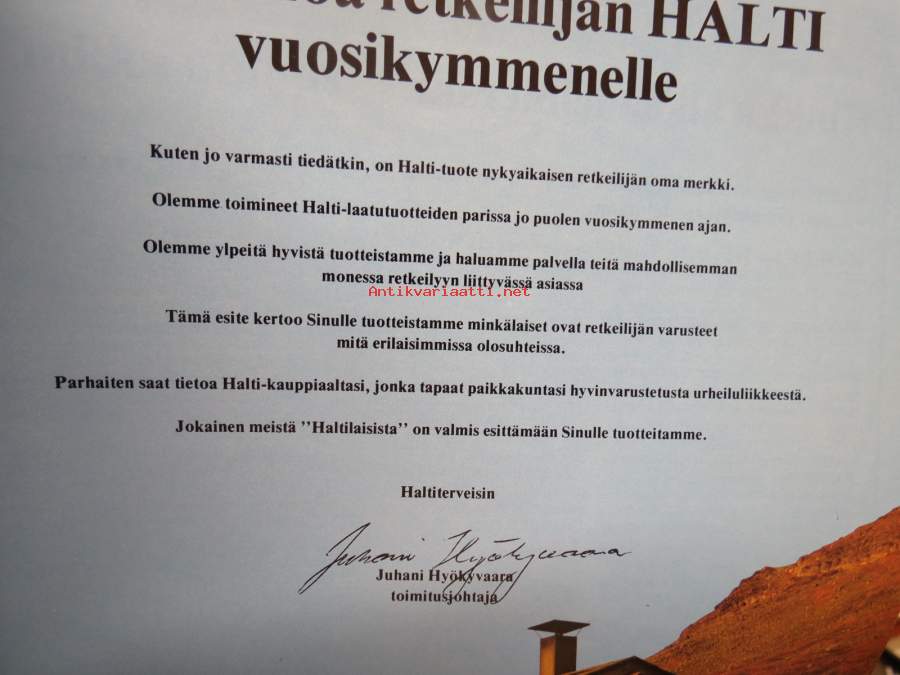 retkeilijän HALTI
vuosikymmenelle
Kuten jo varmasti tiedätkin, on Halti-tuote nykyaikaisen retkeilijän oma merkki.
Olemme toimineet Halti-laatutuotteiden parissa jo puolen vuosikymmenen ajan.
Olemme ylpeitä hyvistä tuotteistamme ja haluamme palvella teitä mahdollisemman
monessa retkeilyyn liittyvässä asiassa
Antikvariaatti.net
Tämä esite kertoo Sinulle tuotteistamme minkälaiset ovat retkeilijän varusteet
mitä erilaisimmissa olosuhteissa.
Parhaiten saat tietoa Halti-kauppiaaltasi, jonka tapaat paikkakuntasi hyvinvarustetusta urheiluliikkeestä.
Jokainen meistä "Haltilaisista" on valmis esittämään Sinulle tuotteitamme.
Haltiterveisin
Juhani Hyökyvaara
Juhani Hyökyvaara
toimitusjohtaja